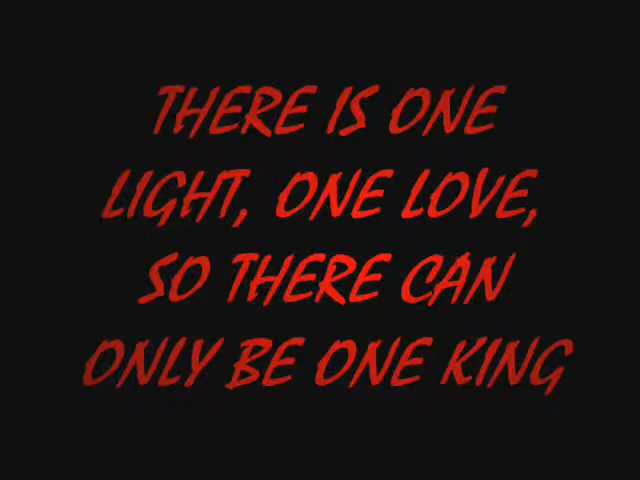 THERE IS ONE
LIGHT, ONE LOVE,
SO THERE CAN
ONLY BE ONE KING